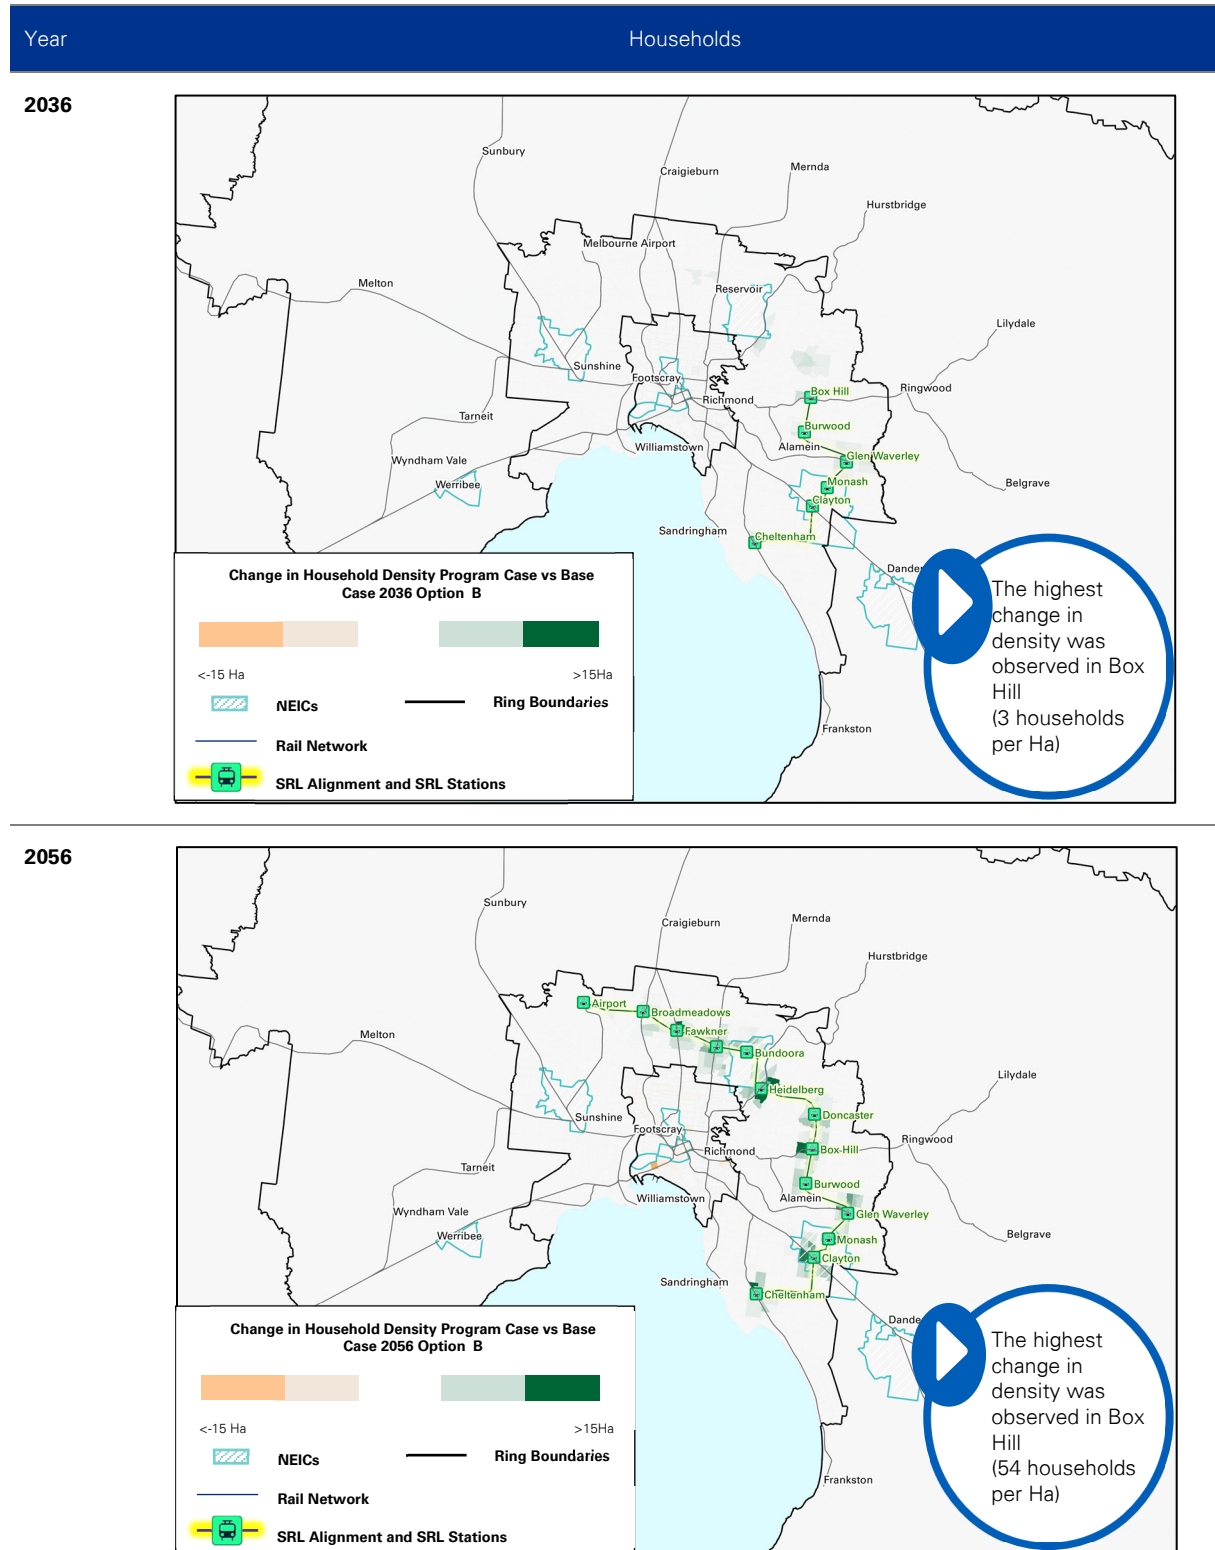 Year Households
2036
Sunbury
Craigieburn
Mernda
Hurstbridge
Melbourne Airport
Melton
Reservoir
Lilydale
Sunshine
Footscray
Ringwood
Box Hill
Richmond
Tarneit
Burwood
Williamstown
Alamein
Glen Waverley
Wyndham Vale
Werribee
Monash
Belgrave
Clayton
Sandringham
Cheltenham
Dande
Frankston
Change in Household Density Program Case vs Base
Case 2036 Option B
<-15 Ha >15Ha
NEICs Ring Boundaries
Rail Network
SRL Alignment and SRL Stations
The highest
change in
density was
observed in Box
Hill
(3 households
per Ha)
2056
Sunbury
Craigieburn
Mernda
Hurstbridge
Airport
Broadmeadows
Fawkner
Melton
Bundoora
Lilydale
Heidelberg
Sunshine
Doncaster
Footscray
Ringwood
Richmond
Box Hill
Tarneit
Burwood
Williamstown
Alamein
Wyndham Vale
Glen Waverley
Werribee
Monash
Belgrave
Clayton
Sandringham
Cheltenham
Dande
Frankston
Change in Household Density Program Case vs Base
Case 2056 Option B
<-15 Ha >15Ha
NEICs Ring Boundaries
Rail Network
SRL Alignment and SRL Stations
The highest
change in
density was
observed in Box
Hill
(54 households
per Ha)